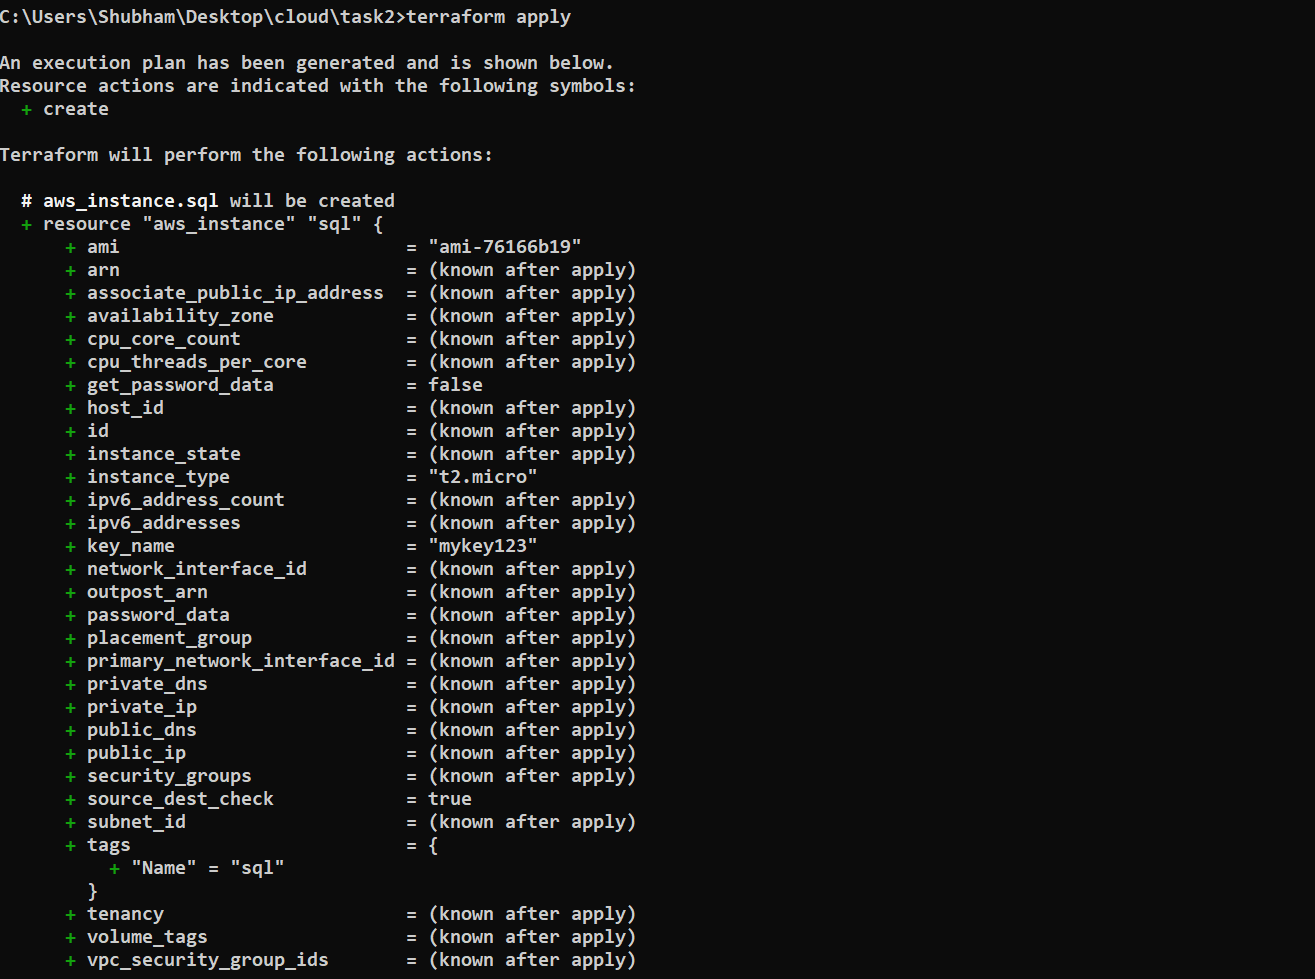 C:\Users\Shubham\Desktop\cloud\task2>terraform apply
An execution plan has been generated and is shown below.
Resource actions are indicated with the following symbols:
+ create
Terraform will perform the following actions:
# aws_instance.sql will be created
+ resource "aws_instance" "sql" {
+ ami = "ami-76166b19"
+ arn = (known after apply)
+ associate_public_ip_address = (known after apply)
+ availability_zone = (known after apply)
+ cpu_core_count = (known after apply)
+ cpu_threads_per_core = (known after apply)
+ get_password_data = false
+ host_id = (known after apply)
+ id = (known after apply)
+ instance_state = (known after apply)
+ instance_type = "t2.micro"
+ ipv6_address_count = (known after apply)
+ ipv6_addresses = (known after apply)
+ key_name = "mykey123"
+ network_interface_id = (known after apply)
+ outpost_arn = (known after apply)
+ password_data = (known after apply)
+ placement_group = (known after apply)
+ primary_network_interface_id = (known after apply)
+ private_dns = (known after apply)
+ private_ip = (known after apply)
+ public_dns = (known after apply)
+ public_ip = (known after apply)
+ security_groups = (known after apply)
+ source_dest_check = true
+ subnet_id = (known after apply)
+ tags = {
+ "Name" = "sql"
}
+ tenancy = (known after apply)
+ volume_tags = (known after apply)
+ vpc_security_group_ids = (known after apply)